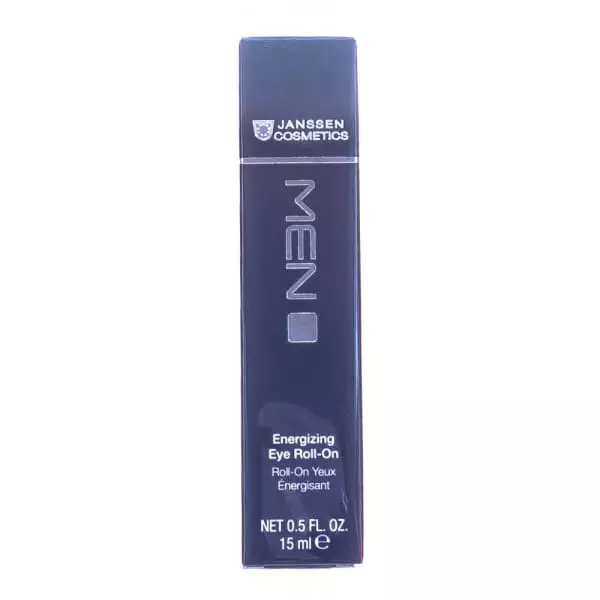 JANSSEN
COSMETICS
MEN
Energizing
Eye Roll-On
Roll-On Yeux
Énergisant
NET 0.5 FL. OZ.
15 ml ℮